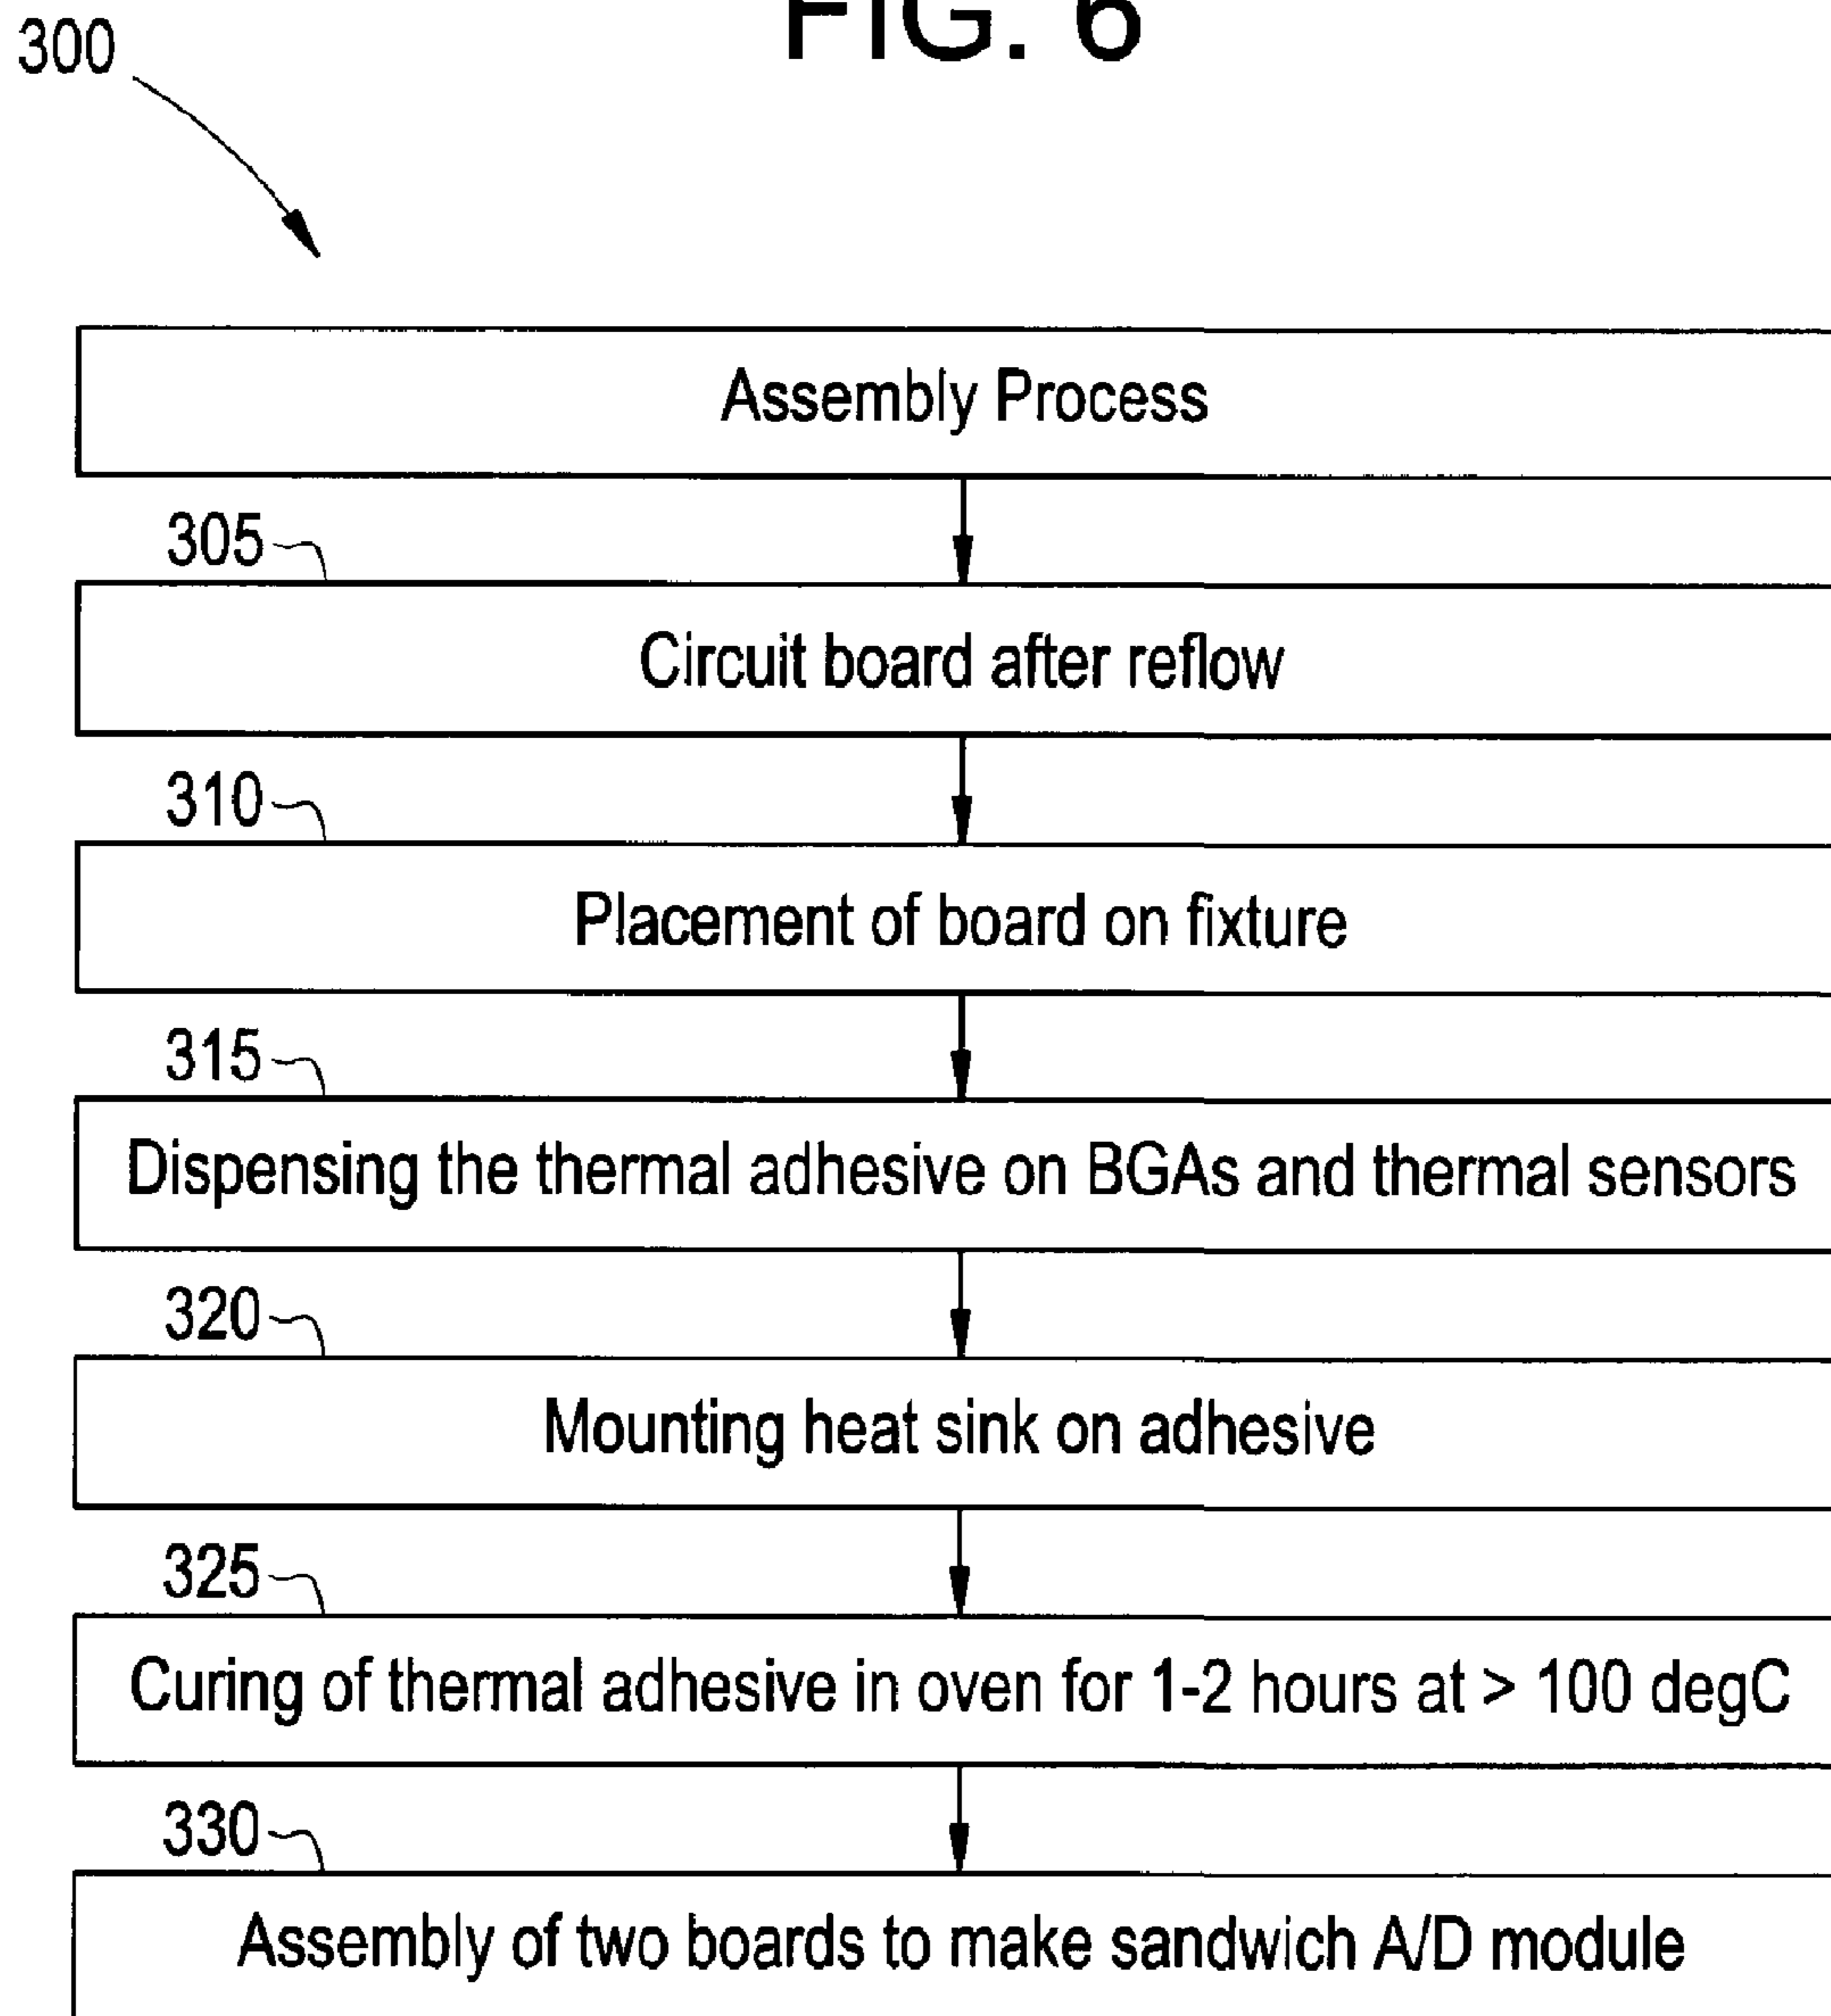 FIG. 6
300
Assembly Process
305
Circuit board after reflow
310
Placement of board on fixture
315
Dispensing the thermal adhesive on BGAs and thermal sensors
320
Mounting heat sink on adhesive
325
Curing of thermal adhesive in oven for 1-2 hours at > 100 degC
330
Assembly of two boards to make sandwich A/D module